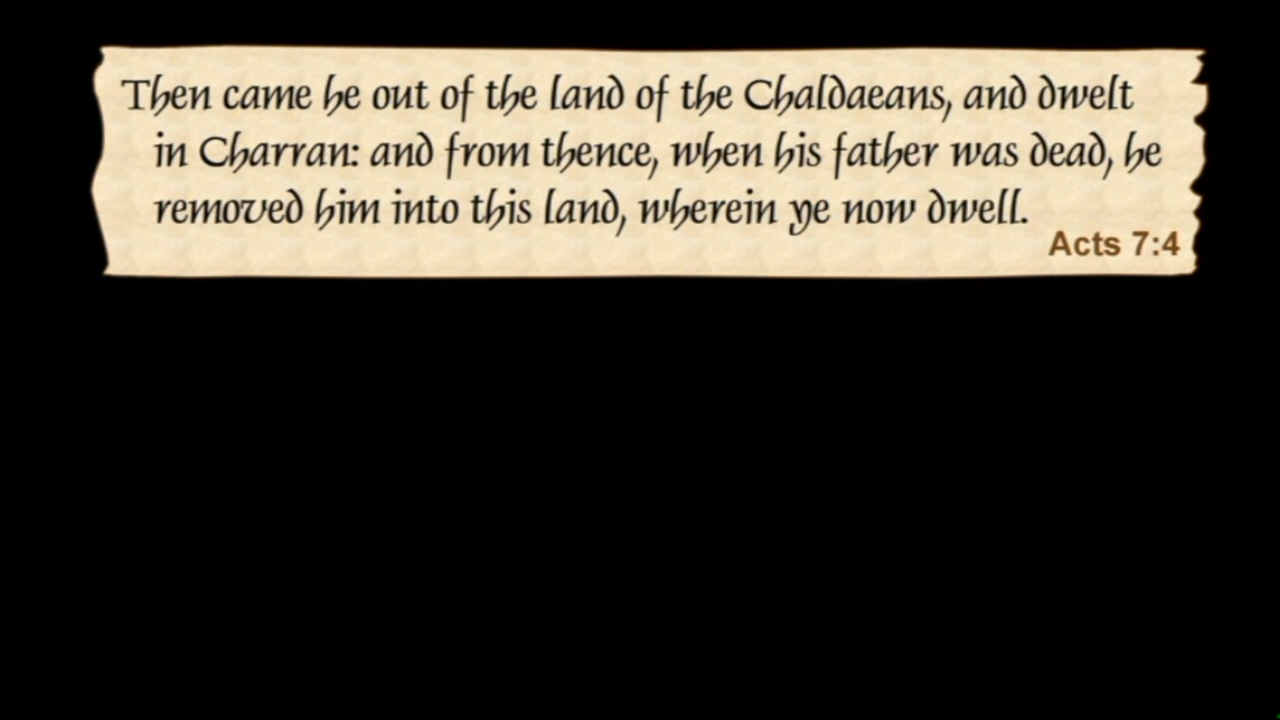 Then came he out of the land of the Chaldaeans, and dwelt
in Charran: and from thence, when his father was dead, he
removed him into this land, wherein ye now dwell.
Acts 7:4